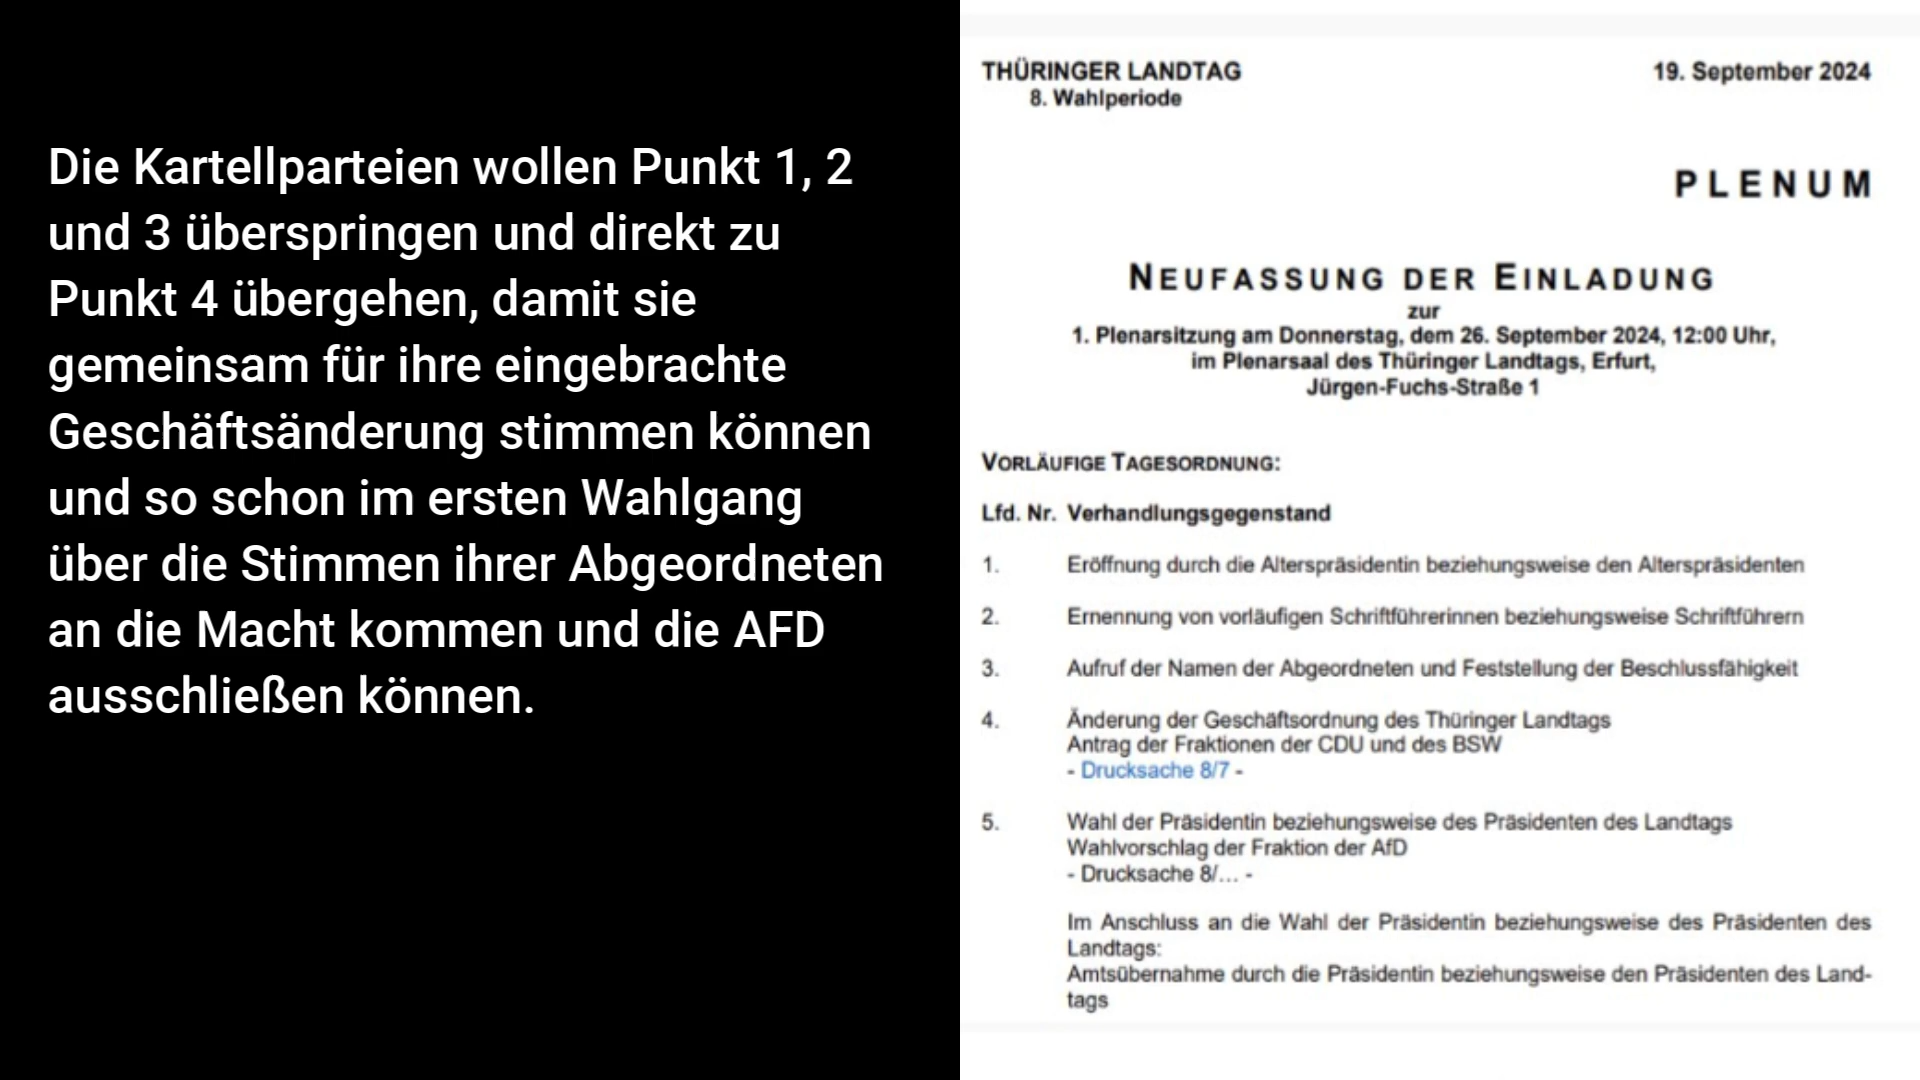 Die Kartellparteien wollen Punkt 1, 2
und 3 überspringen und direkt zu
Punkt 4 übergehen, damit sie
gemeinsam für ihre eingebrachte
Geschäftsänderung stimmen können
und so schon im ersten Wahlgang
über die Stimmen ihrer Abgeordneten
an die Macht kommen und die AFD
ausschließen können.
THÜRINGER LANDTAG
8. Wahlperiode
19. September 2024
PLENUM
NEUFASSUNG DER EINLADUNG
zur
1. Plenarsitzung am Donnerstag, dem 26. September 2024, 12:00 Uhr,
im Plenarsaal des Thüringer Landtags, Erfurt,
Jürgen-Fuchs-Straße 1
VORLÄUFIGE TAGESORDNUNG:
Lfd. Nr. Verhandlungsgegenstand
1. Eröffnung durch die Alterspräsidentin beziehungsweise den Alterspräsidenten
2. Ernennung von vorläufigen Schriftführerinnen beziehungsweise Schriftführern
3. Aufruf der Namen der Abgeordneten und Feststellung der Beschlussfähigkeit
4. Änderung der Geschäftsordnung des Thüringer Landtags
Antrag der Fraktionen der CDU und des BSW
- Drucksache 8/7 -
5. Wahl der Präsidentin beziehungsweise des Präsidenten des Landtags
Wahlvorschlag der Fraktion der AfD
- Drucksache 8/... -
Im Anschluss an die Wahl der Präsidentin beziehungsweise des Präsidenten des
Landtags:
Amtsübernahme durch die Präsidentin beziehungsweise den Präsidenten des Land-
tags